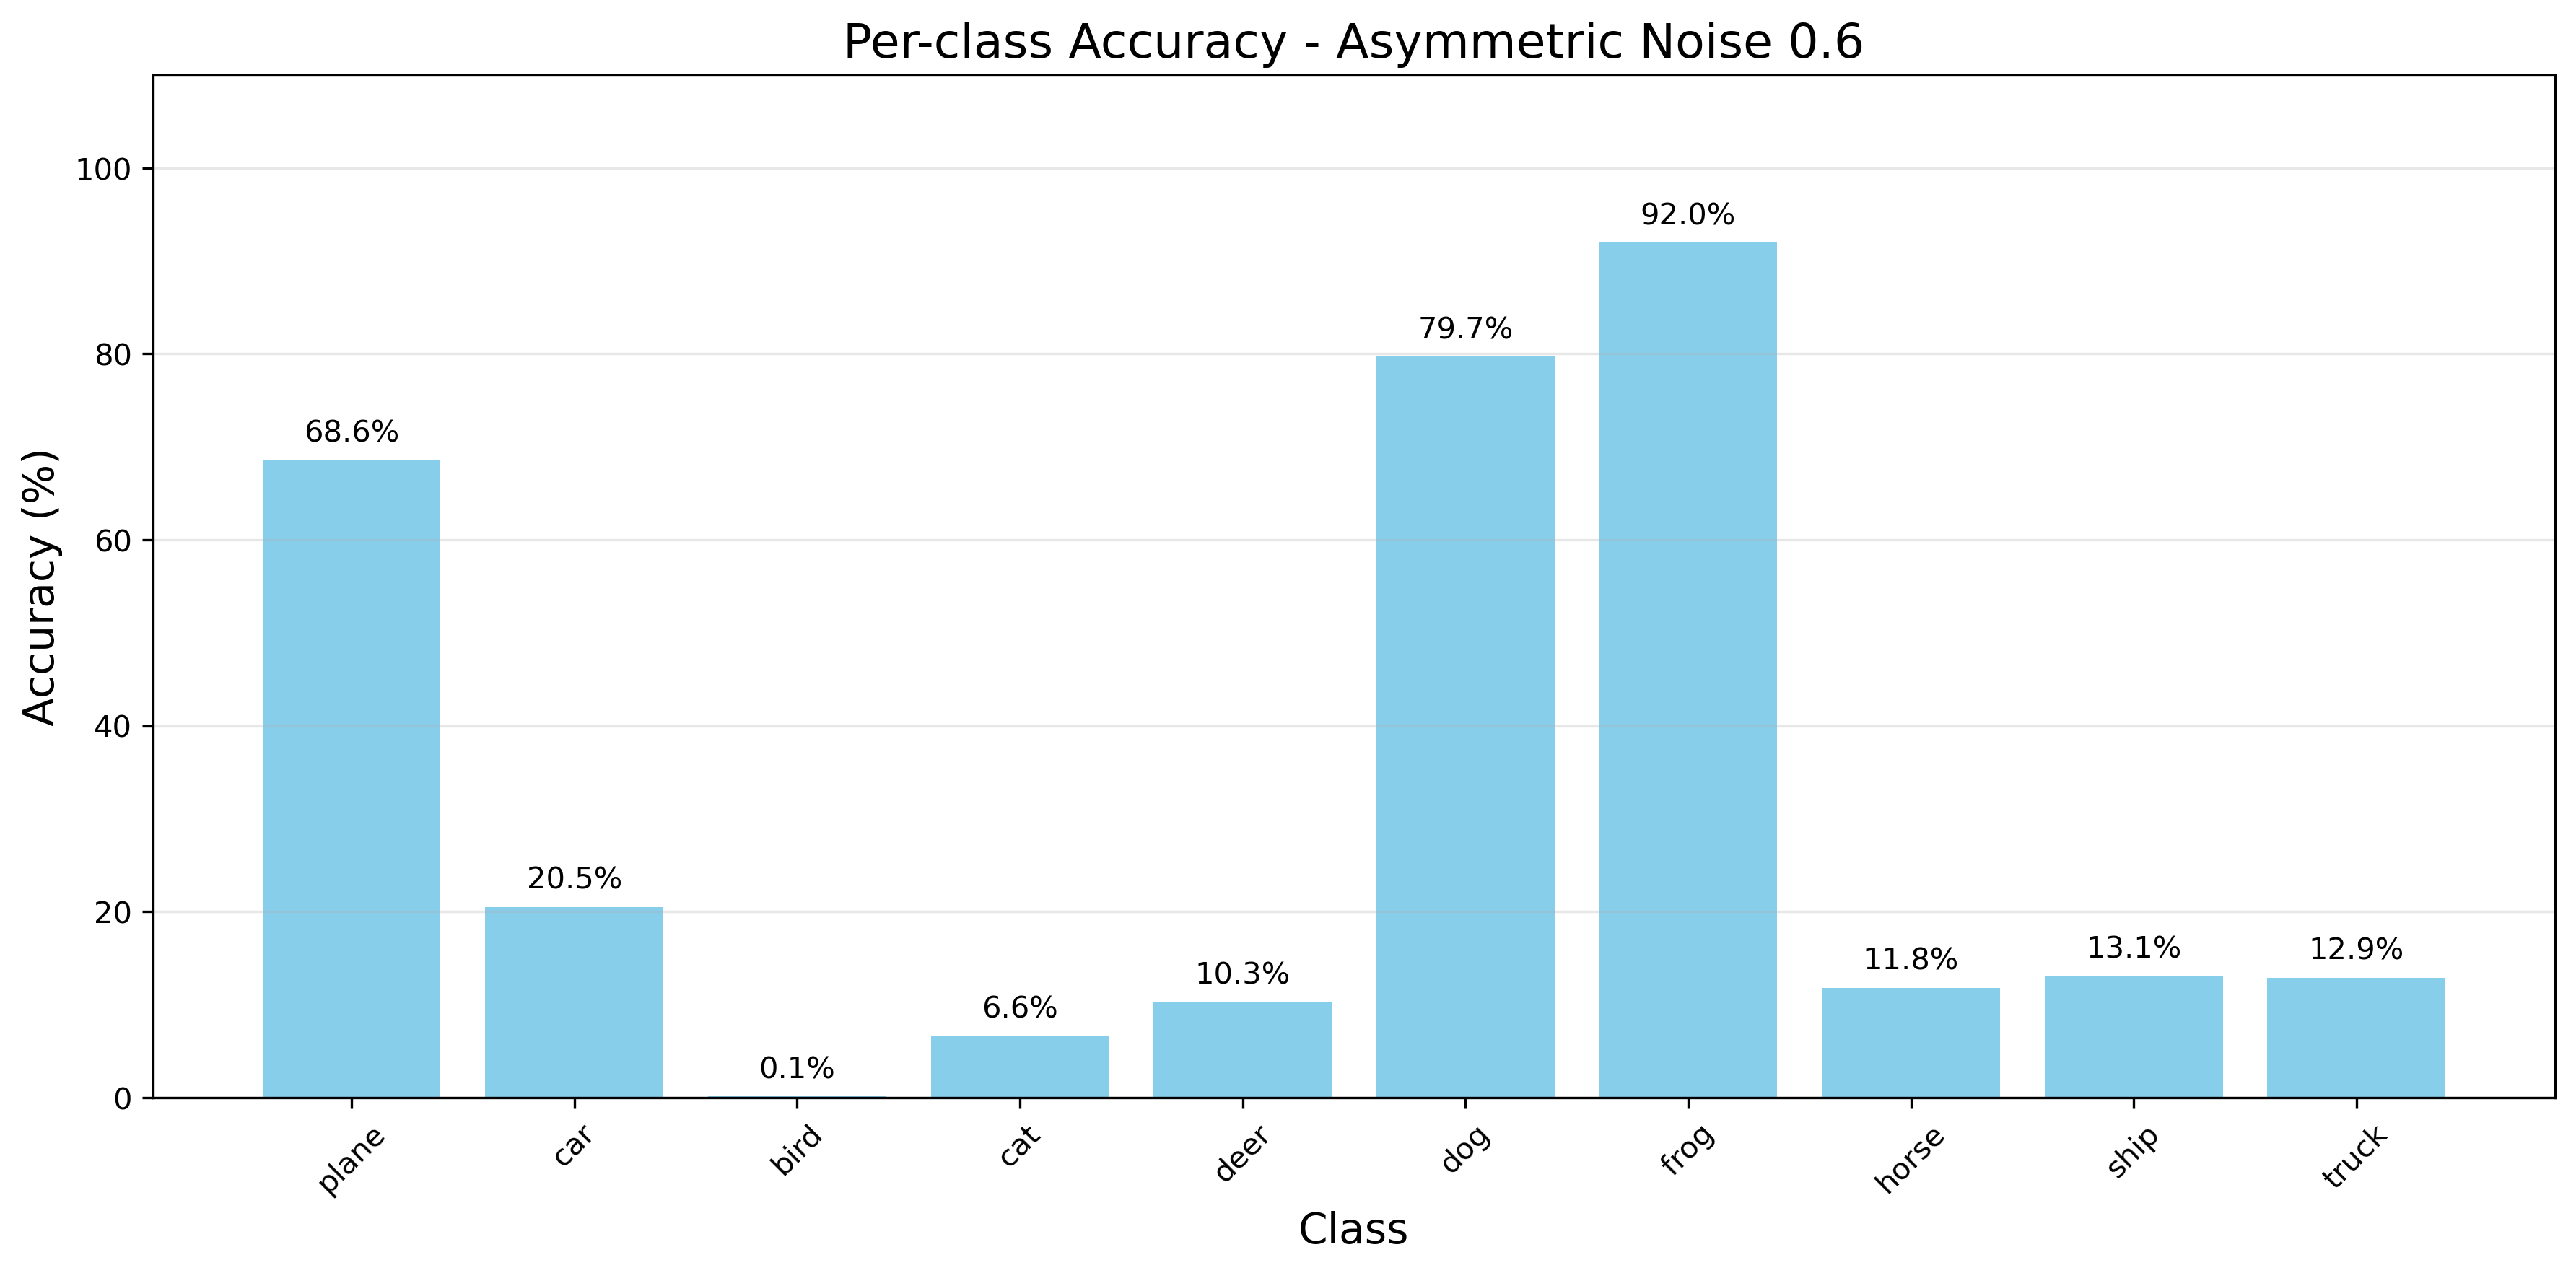 Per-class Accuracy - Asymmetric Noise 0.6
Accuracy (%)
100
80
60
40
20
0
68.6%
20.5%
0.1%
6.6%
10.3%
79.7%
92.0%
11.8%
13.1%
12.9%
plane
car
bird
cat
deer
dog
frog
horse
ship
truck
Class